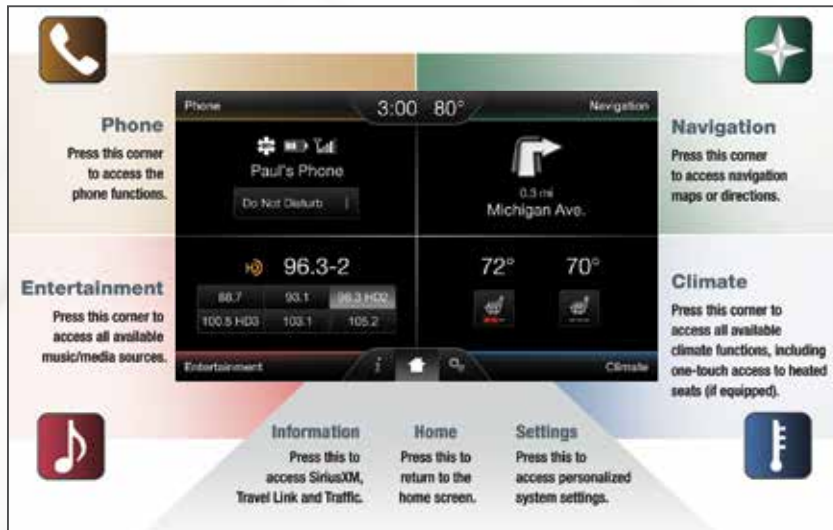 Phone
Press this corner
to access the
phone functions.
Entertainment
Press this corner to
access all available
music/media sources.
Phone
3:00 80°
Navigation
Paul's Phone
Do Not Disturb
0.3 mi
Michigan Ave.
96.3-2
88.7 93.1 96.3 HD2
100.5 HD3 103.1 105.2
72° 70°
Entertainment
i
Climate
Navigation
Press this corner
to access navigation
maps or directions.
Climate
Press this corner to
access all available
climate functions, including
one-touch access to heated
seats (if equipped).
Information
Press this to
access SiriusXM,
Travel Link and Traffic.
Home
Press this to
return to the
home screen.
Settings
Press this to
access personalized
system settings.